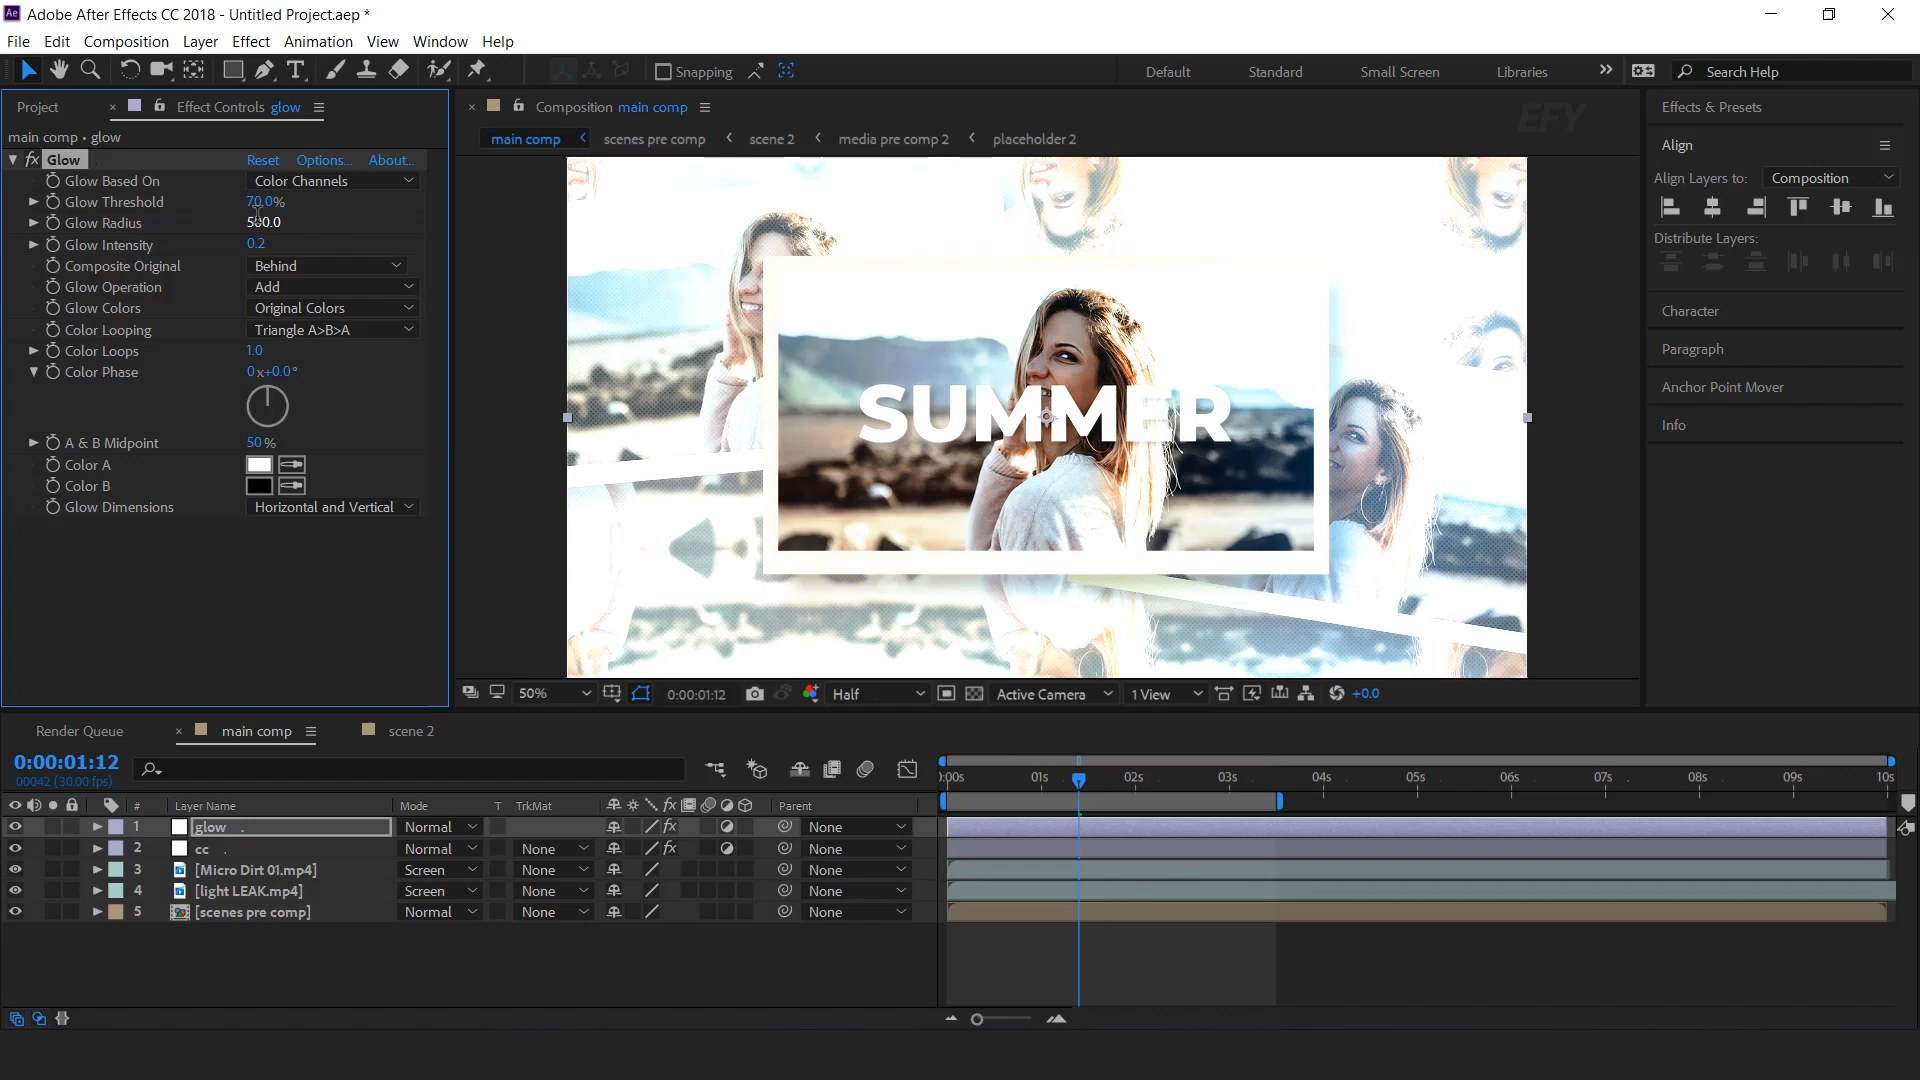 Ae Adobe After Effects CC 2018 - Untitled Project.aep *
File Edit Composition Layer Effect Animation View Window Help
Snapping Default Standard Small Screen Libraries Search Help
Project Effect Controls glow
main comp • glow
fx Glow Reset Options... About...
Glow Based On Color Channels
Glow Threshold 70.0%
Glow Radius 500.0
Glow Intensity 0.2
Composite Original Behind
Glow Operation Add
Glow Colors Original Colors
Color Looping Triangle A>B>A
Color Loops 1.0
Color Phase 0x+0.0°
A & B Midpoint 50 %
Color A
Color B
Glow Dimensions Horizontal and Vertical
Composition main comp
EFY
main comp scenes pre comp scene 2 media pre comp 2 placeholder 2
SUMMER
50% 0:00:01:12 Half Active Camera 1 View +0.0
Effects & Presets
Align
Align Layers to: Composition
Distribute Layers:
Character
Paragraph
Anchor Point Mover
Info
Render Queue main comp scene 2
0:00:01:12
00042 (30.00 fps)
):00s 01s 02s 03s 04s 05s 06s 07s 08s 09s 10s
# Layer Name Mode T TrkMat fx Parent
1 glow . Normal fx None
2 cc . Normal None fx None
3 [Micro Dirt 01.mp4] Screen None None
4 [light LEAK.mp4] Screen None None
5 [scenes pre comp] Normal None None